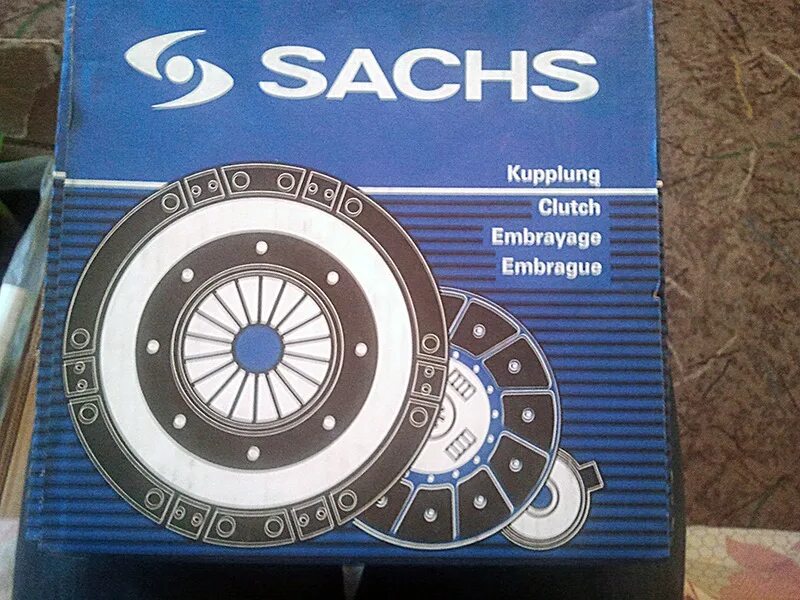 SACHS
Kupplung
Clutch
Embrayage
Embrague